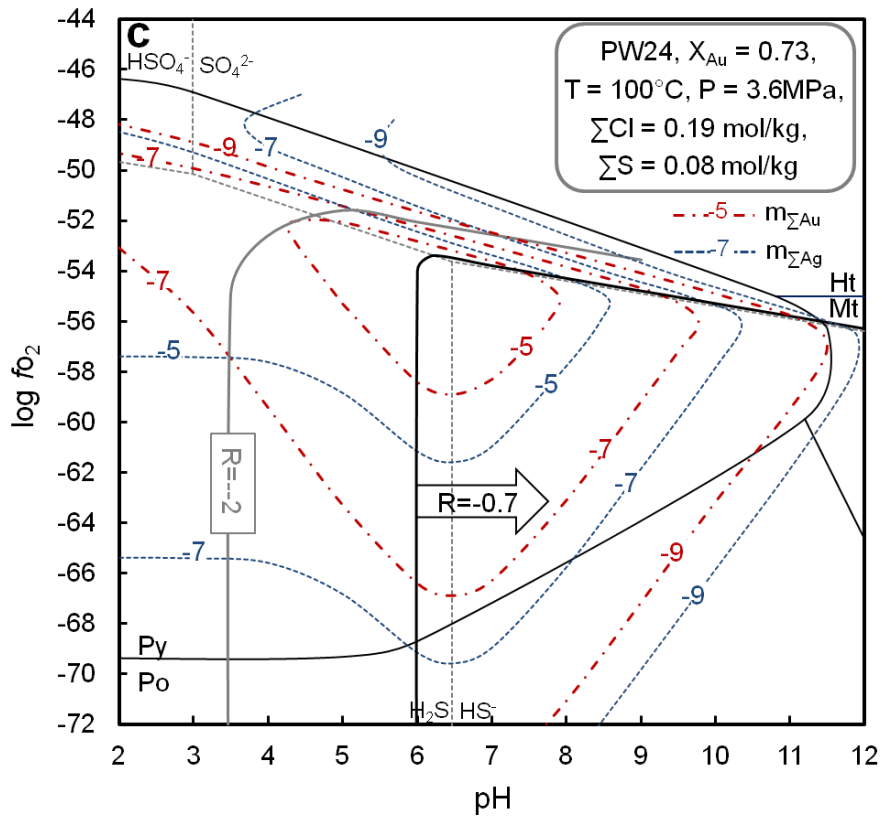 c
HSO₄⁻ SO₄²⁻
PW24, X_Au = 0.73,
T = 100°C, P = 3.6MPa,
∑Cl = 0.19 mol/kg,
∑S = 0.08 mol/kg
-5 m_∑Au
-7 m_∑Ag
-44
-46
-48
-50
-52
-54
-56
-58
-60
-62
-64
-66
-68
-70
-72
log fo₂
-7
-9
-7
-9
-7
-5
-5
-5
-7
-7
-7
-9
-9
Ht
Mt
R=--2
R=-0.7
Py
Po
H₂S HS⁻
2 3 4 5 6 7 8 9 10 11 12
pH